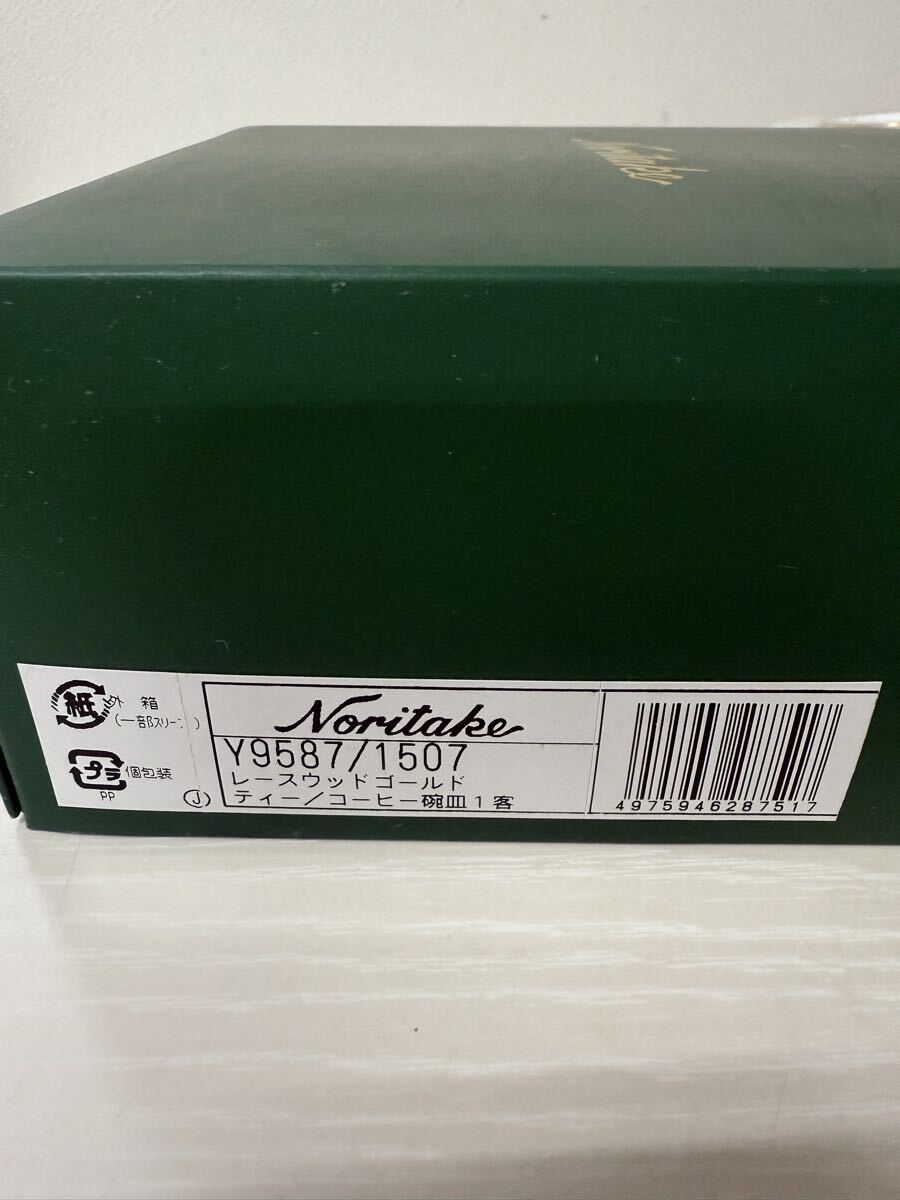 Noritake
紙
外箱
(一部スリーブ)
プラ
個包装
PP
J
Noritake
Y9587/1507
レースウッドゴールド
ティー/コーヒー碗皿1客
4975946287517